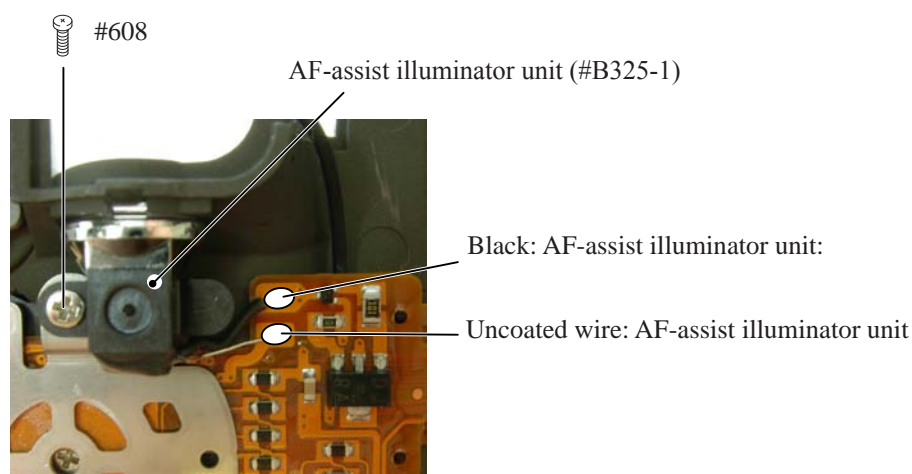 #608
AF-assist illuminator unit (#B325-1)
Black: AF-assist illuminator unit:
Uncoated wire: AF-assist illuminator unit